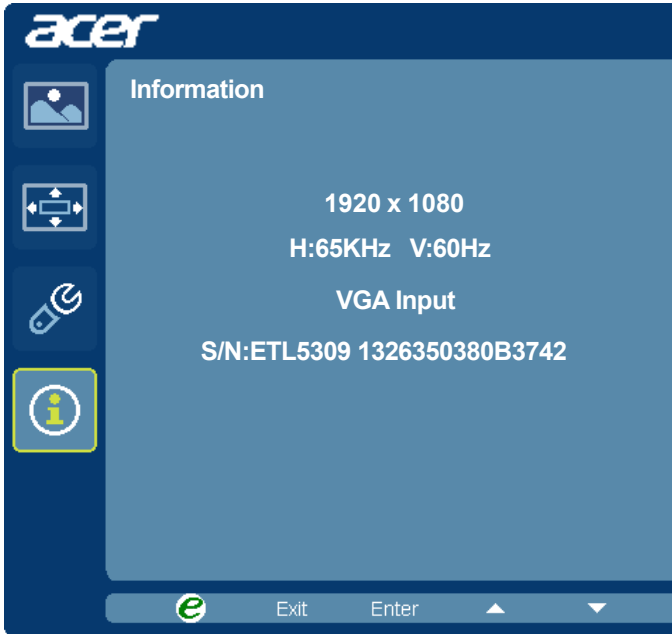 acer
Information
1920 x 1080
H:65KHz V:60Hz
VGA Input
S/N:ETL5309 1326350380B3742
e Exit Enter